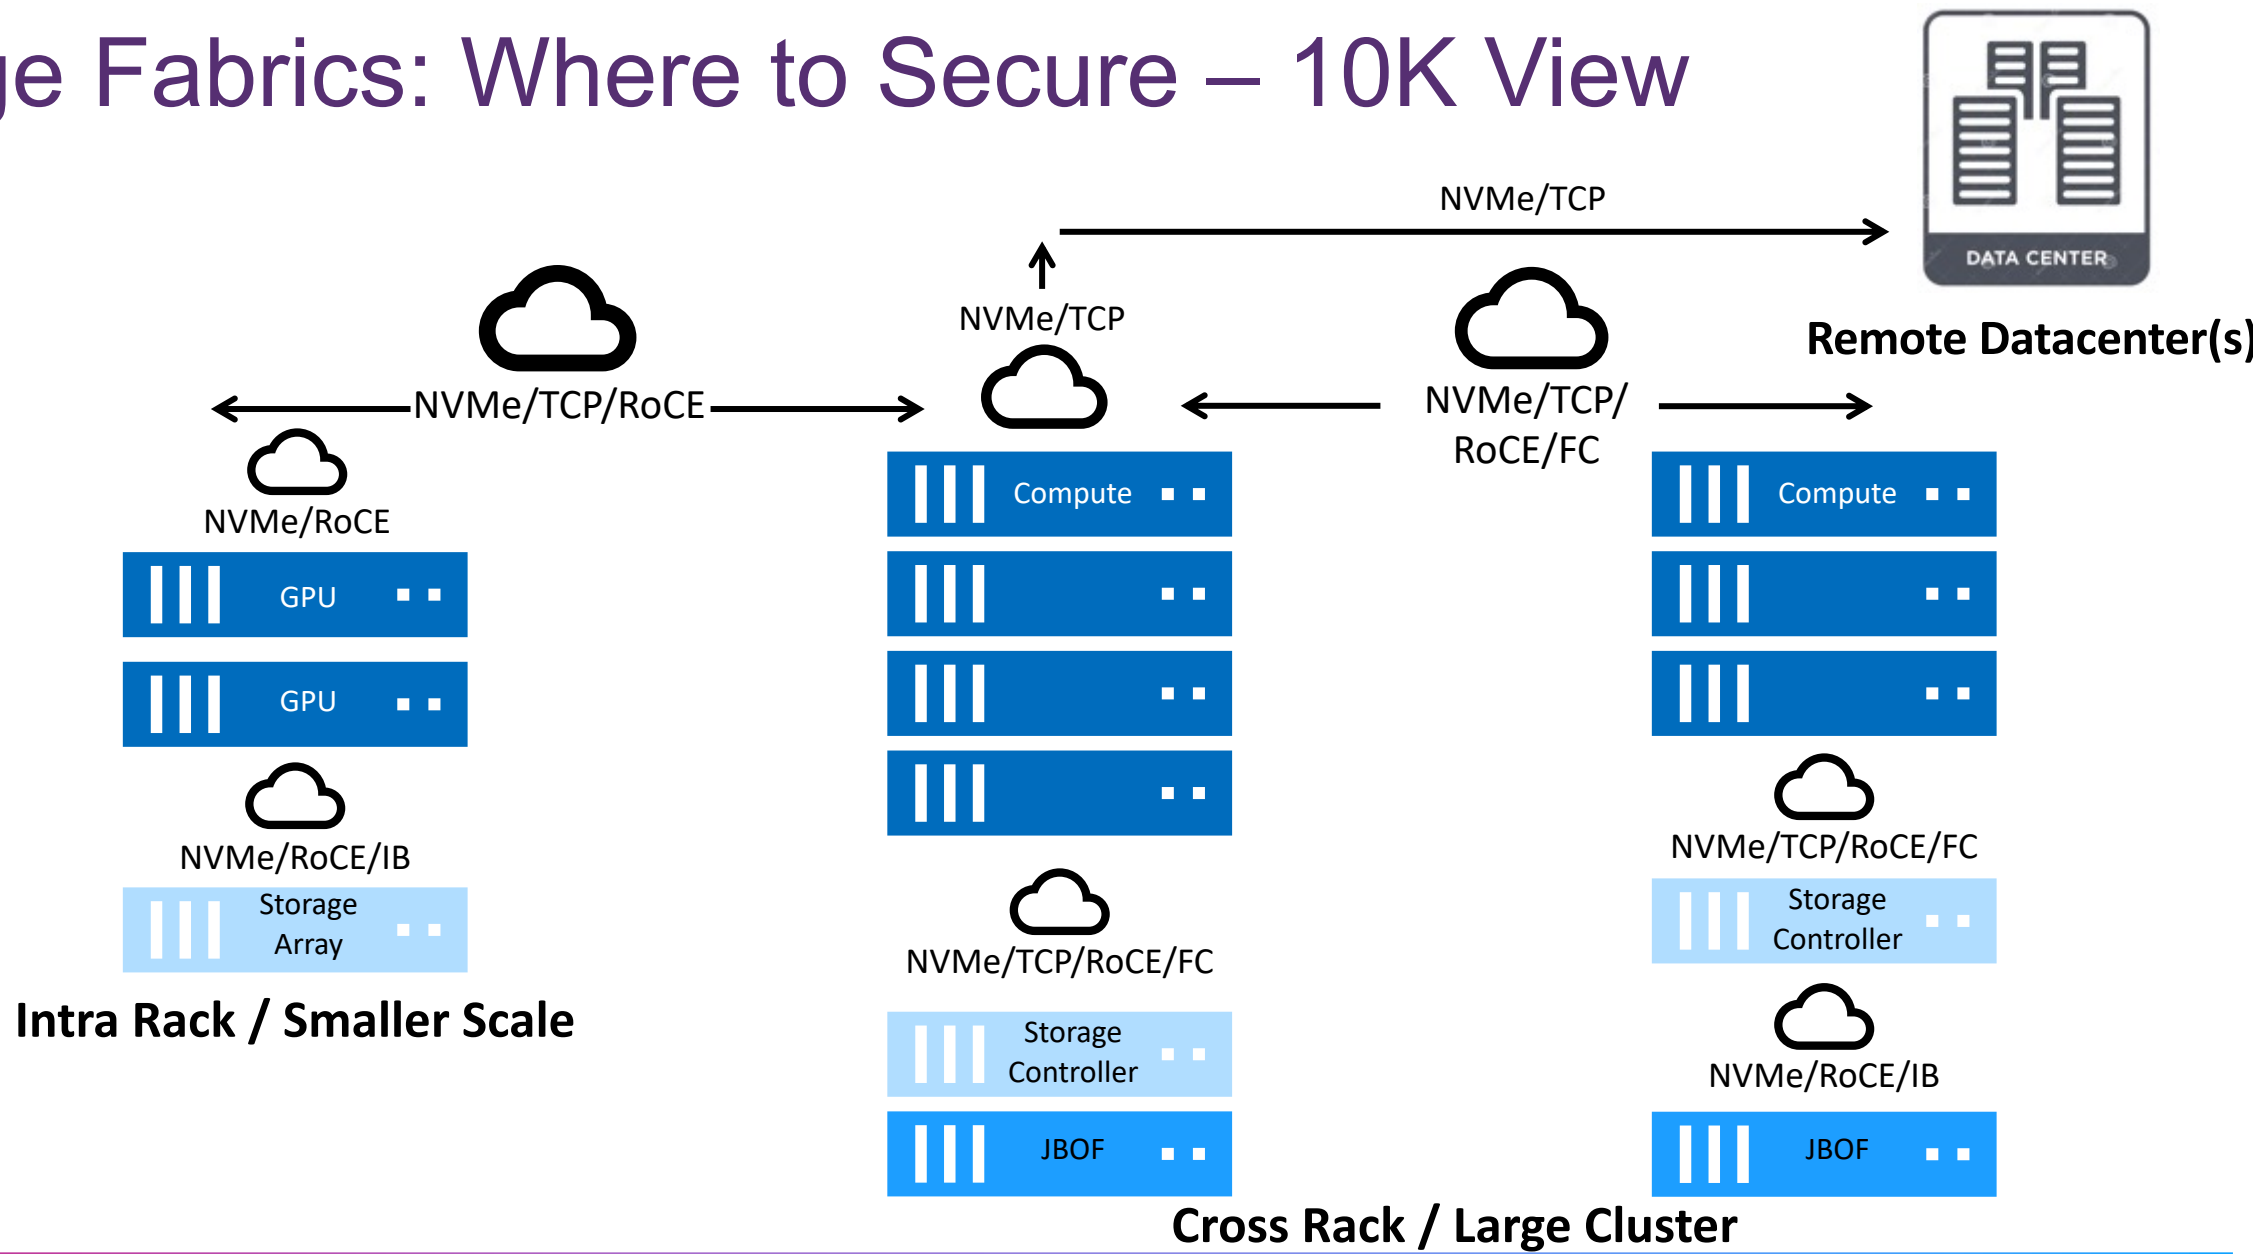 ge Fabrics: Where to Secure – 10K View
DATA CENTER
NVMe/TCP
Remote Datacenter(s)
NVMe/TCP
NVMe/TCP/RoCE
NVMe/TCP/
RoCE/FC
NVMe/RoCE
GPU
GPU
NVMe/RoCE/IB
Storage
Array
Intra Rack / Smaller Scale
Compute
NVMe/TCP/RoCE/FC
Storage
Controller
JBOF
Compute
NVMe/TCP/RoCE/FC
Storage
Controller
NVMe/RoCE/IB
JBOF
Cross Rack / Large Cluster